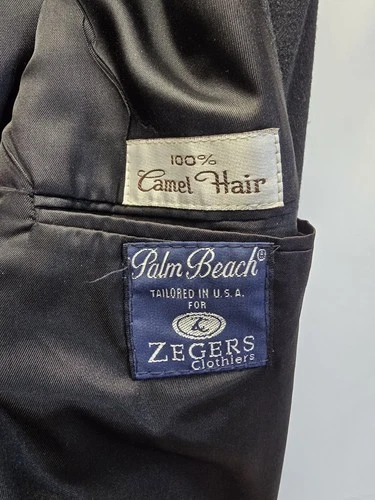 100%
Camel Hair
Palm Beach®
TAILORED IN U.S.A.
FOR
Z
ZEGERS
Clothiers